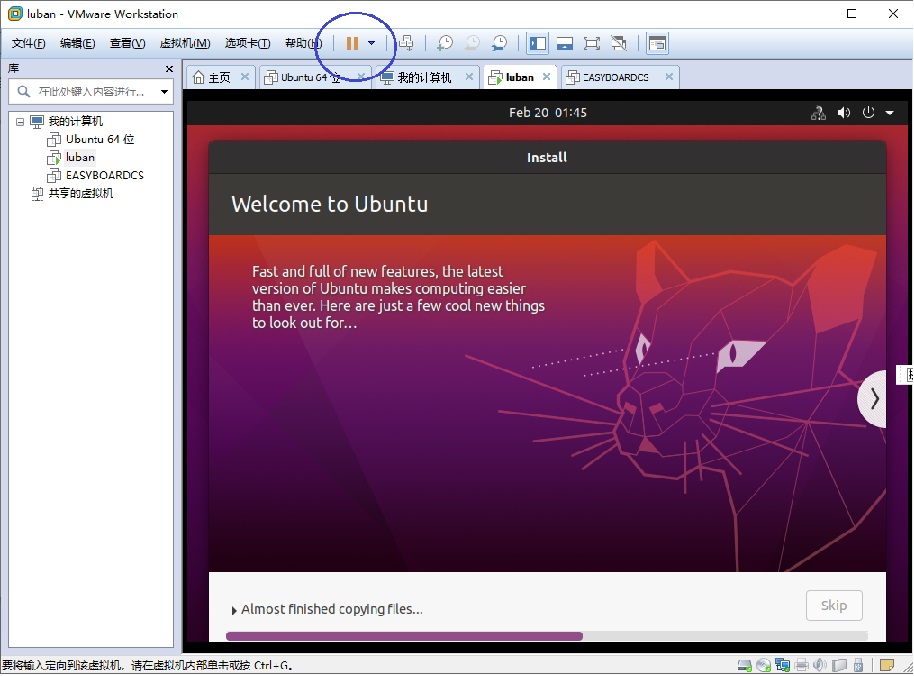 luban - VMware Workstation
文件(F) 编辑(E) 查看(V) 虚拟机(M) 选项卡(T) 帮助(H)
库
主页 Ubuntu 64 位 我的计算机 luban EASYBOARDCS
在此处键入内容进行...
我的计算机
Ubuntu 64 位
luban
EASYBOARDCS
共享的虚拟机
Feb 20 01:45
Install
Welcome to Ubuntu
Fast and full of new features, the latest
version of Ubuntu makes computing easier
than ever. Here are just a few cool new things
to look out for...
Almost finished copying files...
Skip
要将输入定向到该虚拟机，请在虚拟机内部单击或按 Ctrl+G。